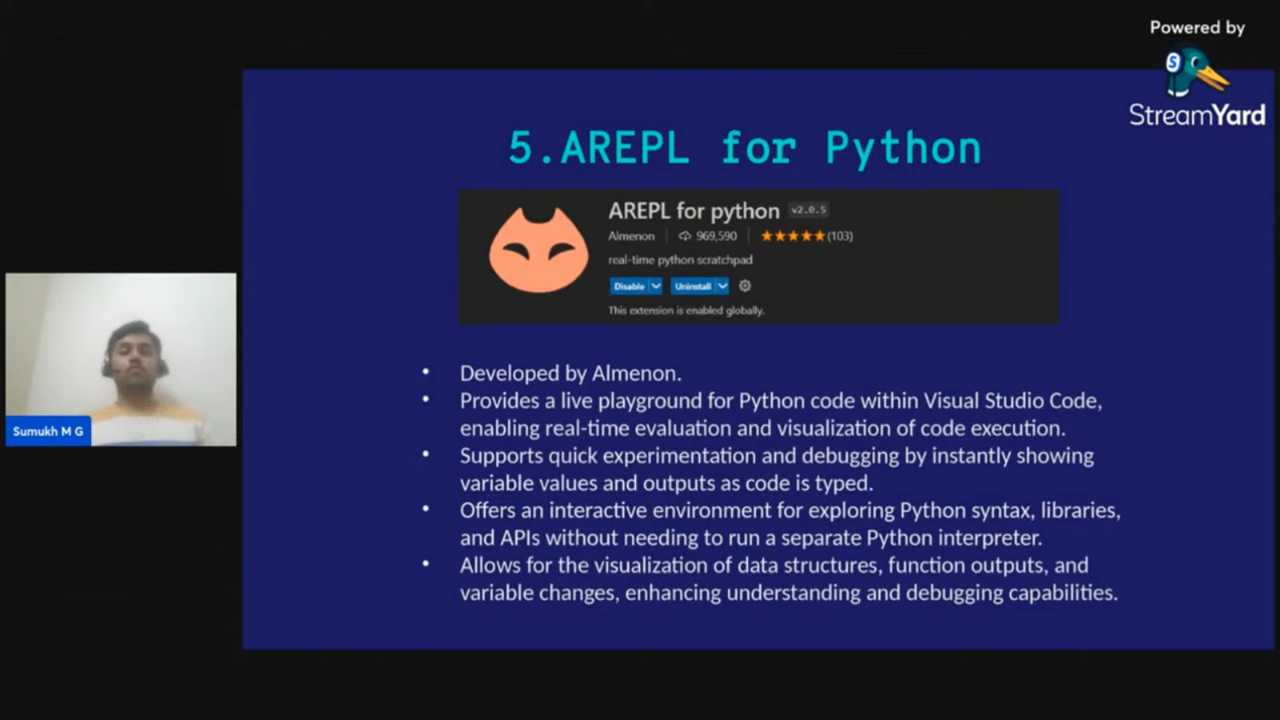 Powered by
S
StreamYard
5.AREPL for Python
AREPL for python v2.0.5
Almenon 969,590 ★★★★★(103)
real-time python scratchpad
Disable Uninstall
This extension is enabled globally.
• Developed by Almenon.
• Provides a live playground for Python code within Visual Studio Code,
enabling real-time evaluation and visualization of code execution.
• Supports quick experimentation and debugging by instantly showing
variable values and outputs as code is typed.
• Offers an interactive environment for exploring Python syntax, libraries,
and APIs without needing to run a separate Python interpreter.
• Allows for the visualization of data structures, function outputs, and
variable changes, enhancing understanding and debugging capabilities.
Sumukh M G